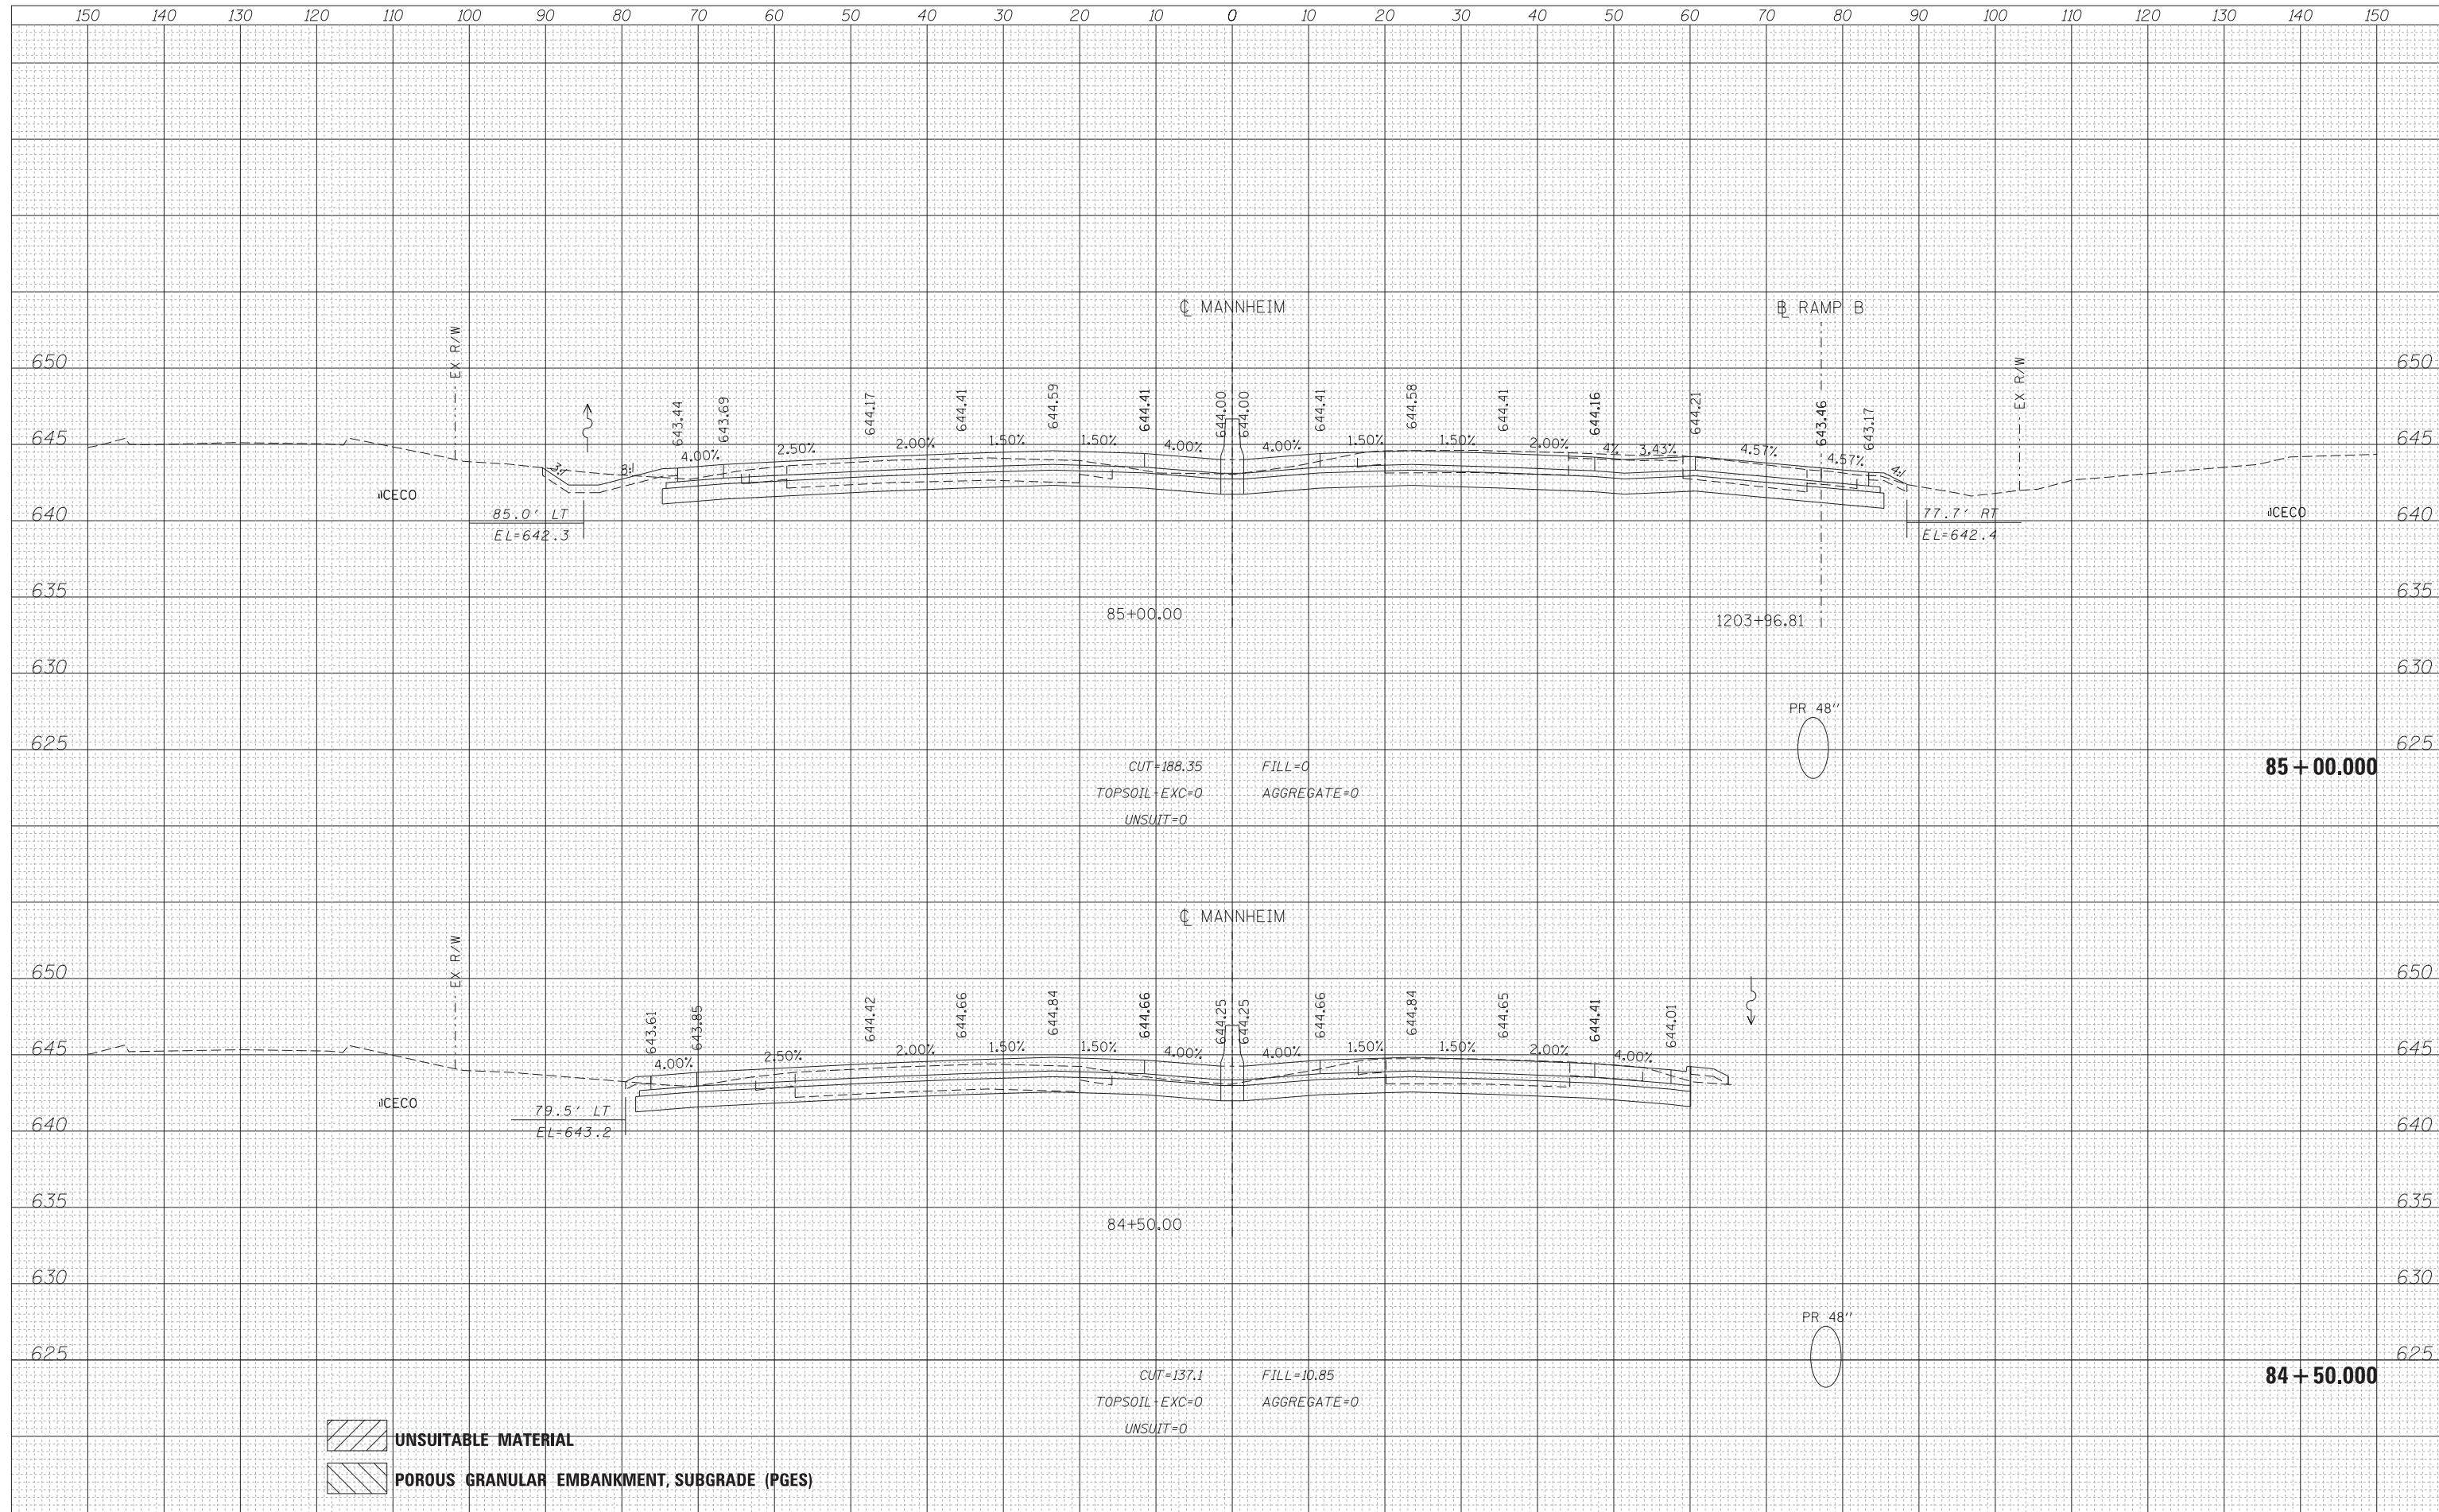 150 140 130 120 110 100 90 80 70 60 50 40 30 20 10 0 10 20 30 40 50 60 70 80 90 100 110 120 130 140 150
℄ MANNHEIM
BL RAMP B
EX R/W
EX R/W
650 650
643.44 643.69 644.17 644.41 644.59 644.41 644.00 644.00 644.41 644.58 644.41 644.16 644.21 643.46 643.17
645 645
3:1 8:1 4.00% 2.50% 2.00% 1.50% 1.50% 4.00% 4.00% 1.50% 1.50% 2.00% 4% 3.43% 4.57% 4.57% 4:1
CECO
CECO
640 640
85.0' LT
EL=642.3
77.7' RT
EL=642.4
635 635
85+00.00
1203+96.81
630 630
PR 48"
625 625
CUT=188.35 FILL=0
TOPSOIL-EXC=0 AGGREGATE=0
UNSUIT=0
85+00.000
℄ MANNHEIM
EX R/W
650 650
643.61 643.85 644.42 644.66 644.84 644.66 644.25 644.25 644.66 644.84 644.65 644.41 644.01
645 645
4.00% 2.50% 2.00% 1.50% 1.50% 4.00% 4.00% 1.50% 1.50% 2.00% 4.00%
CECO
79.5' LT
EL=643.2
640 640
635 635
84+50.00
630 630
PR 48"
625 625
CUT=137.1 FILL=10.85
TOPSOIL-EXC=0 AGGREGATE=0
UNSUIT=0
84+50.000
UNSUITABLE MATERIAL
POROUS GRANULAR EMBANKMENT, SUBGRADE (PGES)